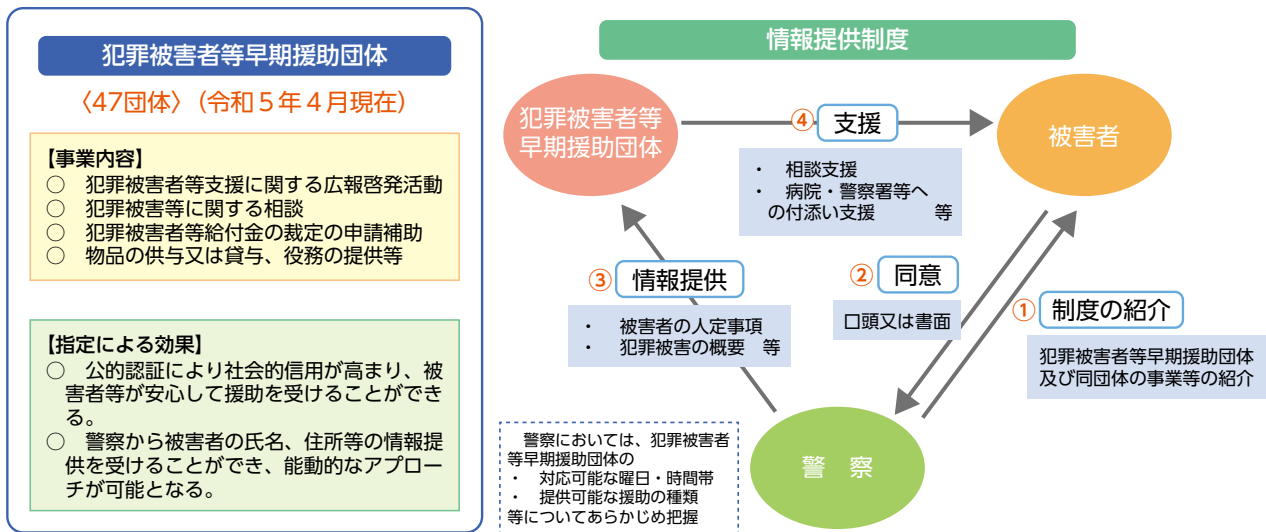 犯罪被害者等早期援助団体
〈47団体〉（令和5年4月現在）
【事業内容】
○　犯罪被害者等支援に関する広報啓発活動
○　犯罪被害等に関する相談
○　犯罪被害者等給付金の裁定の申請補助
○　物品の供与又は貸与、役務の提供等
【指定による効果】
○　公的認証により社会的信用が高まり、被
害者等が安心して援助を受けることができ
る。
○　警察から被害者の氏名、住所等の情報提
供を受けることができ、能動的なアプロー
チが可能となる。
情報提供制度
犯罪被害者等
早期援助団体
④ 支援
被害者
・　相談支援
・　病院・警察署等へ
の付添い支援　　　等
③ 情報提供
・　被害者の人定事項
・　犯罪被害の概要　等
② 同意
口頭又は書面
① 制度の紹介
犯罪被害者等早期援助団体
及び同団体の事業等の紹介
警　察
　警察においては、犯罪被害者
等早期援助団体の
・　対応可能な曜日・時間帯
・　提供可能な援助の種類
等についてあらかじめ把握